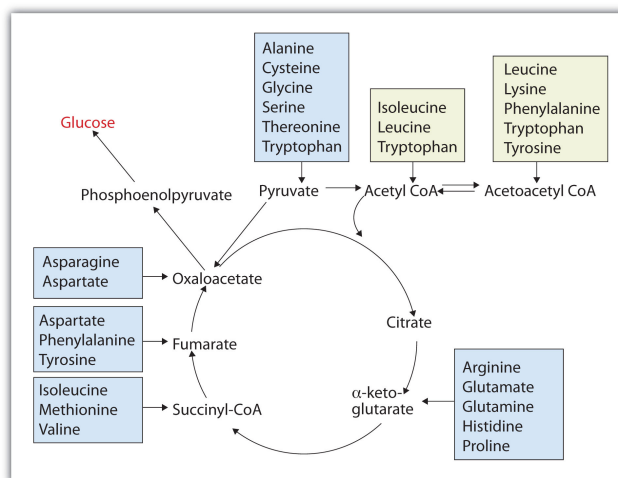 Alanine
Cysteine
Glycine
Serine
Thereonine
Tryptophan
Isoleucine
Leucine
Tryptophan
Leucine
Lysine
Phenylalanine
Tryptophan
Tyrosine
Glucose
Phosphoenolpyruvate
Pyruvate
Acetyl CoA
Acetoacetyl CoA
Asparagine
Aspartate
Oxaloacetate
Citrate
Aspartate
Phenylalanine
Tyrosine
Fumarate
Isoleucine
Methionine
Valine
Succinyl-CoA
α-keto-
glutarate
Arginine
Glutamate
Glutamine
Histidine
Proline